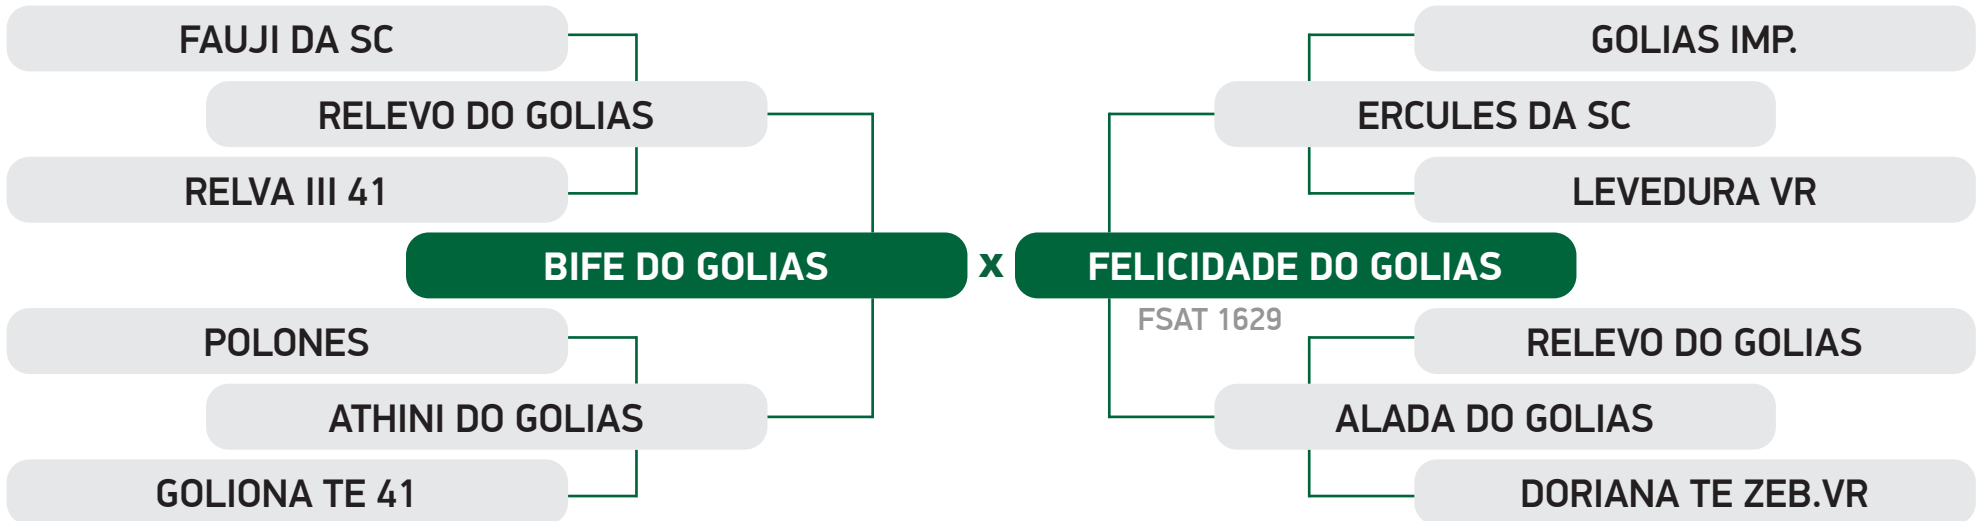 FAUJI DA SC
GOLIAS IMP.
RELEVO DO GOLIAS
ERCULES DA SC
RELVA III 41
LEVEDURA VR
BIFE DO GOLIAS
x
FELICIDADE DO GOLIAS
FSAT 1629
POLONES
RELEVO DO GOLIAS
ATHINI DO GOLIAS
ALADA DO GOLIAS
GOLIONA TE 41
DORIANA TE ZEB.VR